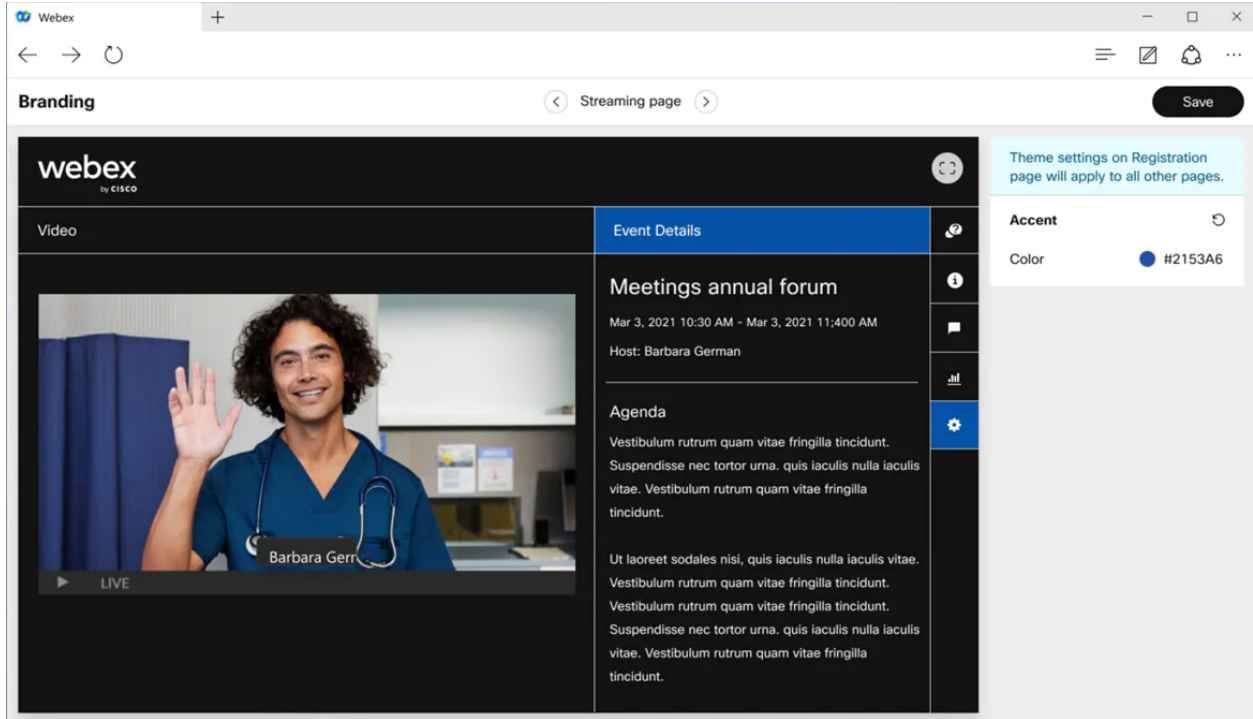 Webex
Branding
Streaming page
Save
webex
by CISCO
Video
Event Details
Meetings annual forum
Mar 3, 2021 10:30 AM - Mar 3, 2021 11;400 AM
Host: Barbara German
Agenda
Vestibulum rutrum quam vitae fringilla tincidunt.
Suspendisse nec tortor urna. quis iaculis nulla iaculis
vitae. Vestibulum rutrum quam vitae fringilla
tincidunt.
Ut laoreet sodales nisi, quis iaculis nulla iaculis vitae.
Vestibulum rutrum quam vitae fringilla tincidunt.
Vestibulum rutrum quam vitae fringilla tincidunt.
Suspendisse nec tortor urna. quis iaculis nulla iaculis
vitae. Vestibulum rutrum quam vitae fringilla
tincidunt.
Barbara Gerr
LIVE
Theme settings on Registration
page will apply to all other pages.
Accent
Color #2153A6